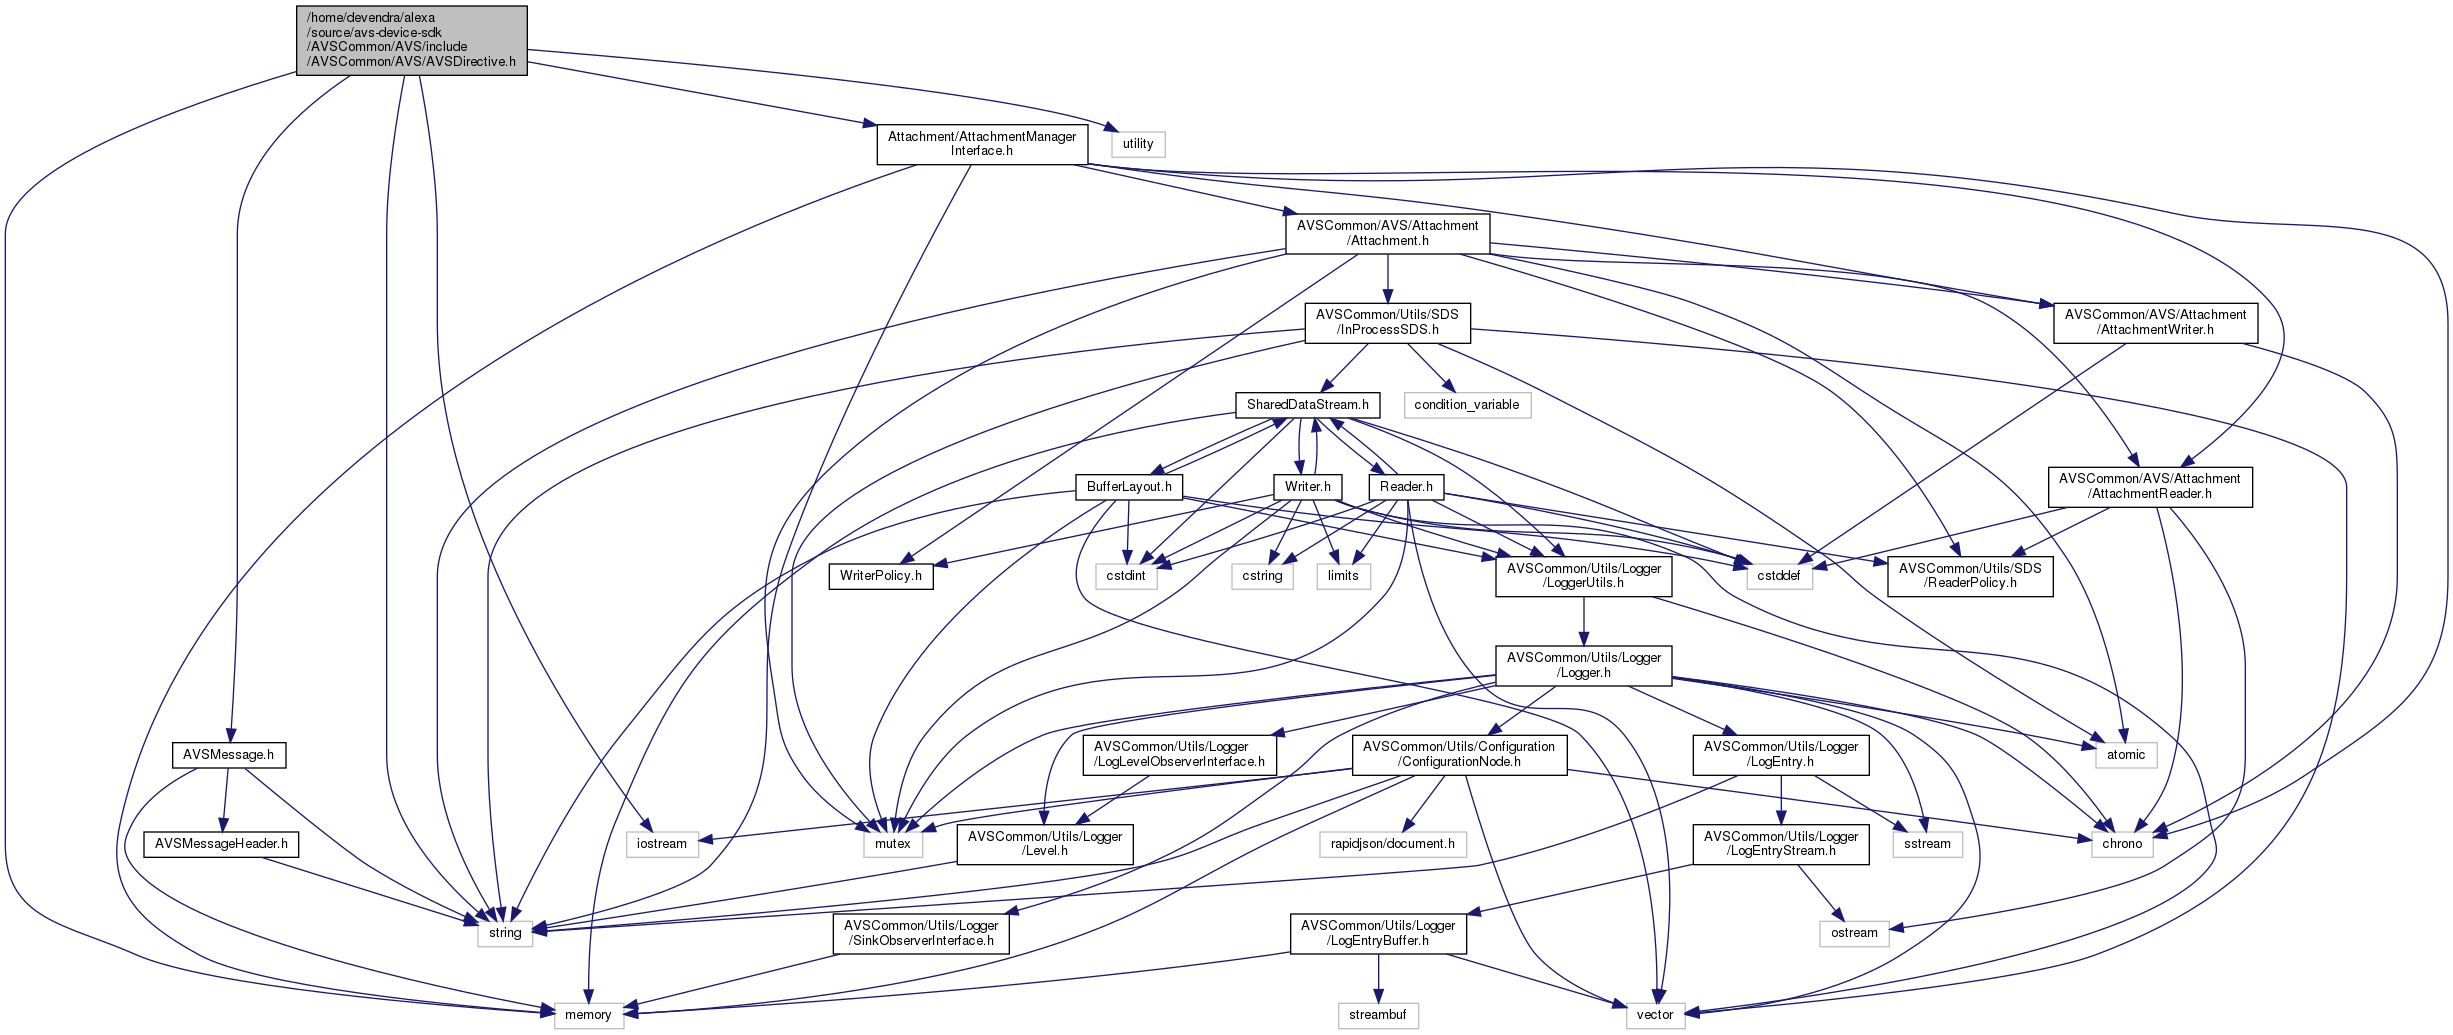 /home/devendra/alexa
/source/avs-device-sdk
/AVSCommon/AVS/include
/AVSCommon/AVS/AVSDirective.h
Attachment/AttachmentManager
Interface.h
utility
AVSCommon/AVS/Attachment
/Attachment.h
AVSCommon/Utils/SDS
/InProcessSDS.h
AVSCommon/AVS/Attachment
/AttachmentWriter.h
SharedDataStream.h
condition_variable
BufferLayout.h
Writer.h
Reader.h
AVSCommon/AVS/Attachment
/AttachmentReader.h
WriterPolicy.h
cstdint
cstring
limits
AVSCommon/Utils/Logger
/LoggerUtils.h
cstddef
AVSCommon/Utils/SDS
/ReaderPolicy.h
AVSCommon/Utils/Logger
/Logger.h
AVSMessage.h
AVSCommon/Utils/Logger
/LogLevelObserverInterface.h
AVSCommon/Utils/Configuration
/ConfigurationNode.h
AVSCommon/Utils/Logger
/LogEntry.h
atomic
AVSMessageHeader.h
iostream
mutex
AVSCommon/Utils/Logger
/Level.h
rapidjson/document.h
AVSCommon/Utils/Logger
/LogEntryStream.h
sstream
chrono
string
AVSCommon/Utils/Logger
/SinkObserverInterface.h
AVSCommon/Utils/Logger
/LogEntryBuffer.h
ostream
memory
streambuf
vector